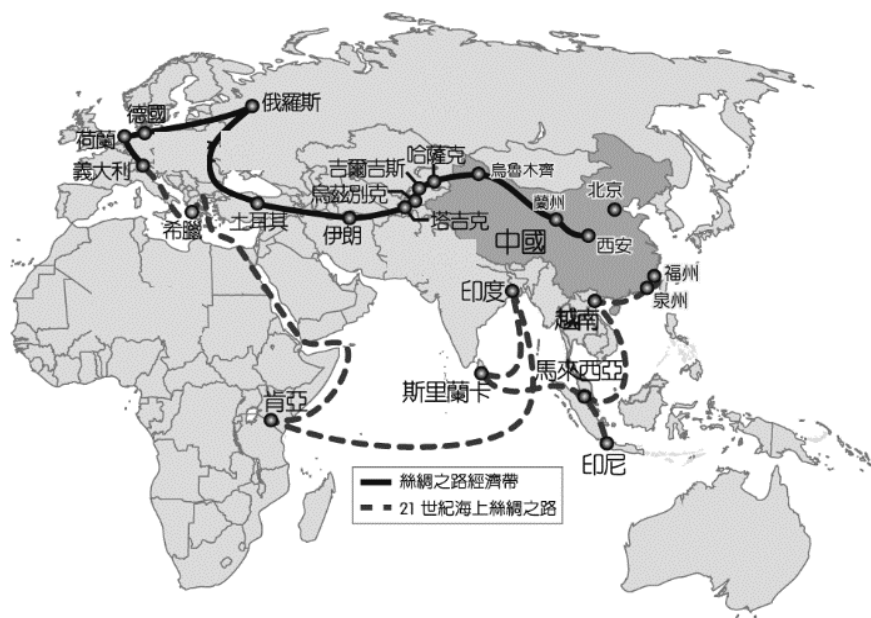 俄羅斯
德國
荷蘭
義大利
哈薩克
吉爾吉斯
烏茲別克
烏魯木齊
北京
蘭州
希臘
土耳其
伊朗
塔吉克
中國
西安
福州
泉州
印度
越南
斯里蘭卡
馬來西亞
肯亞
印尼
絲綢之路經濟帶
21 世紀海上絲綢之路